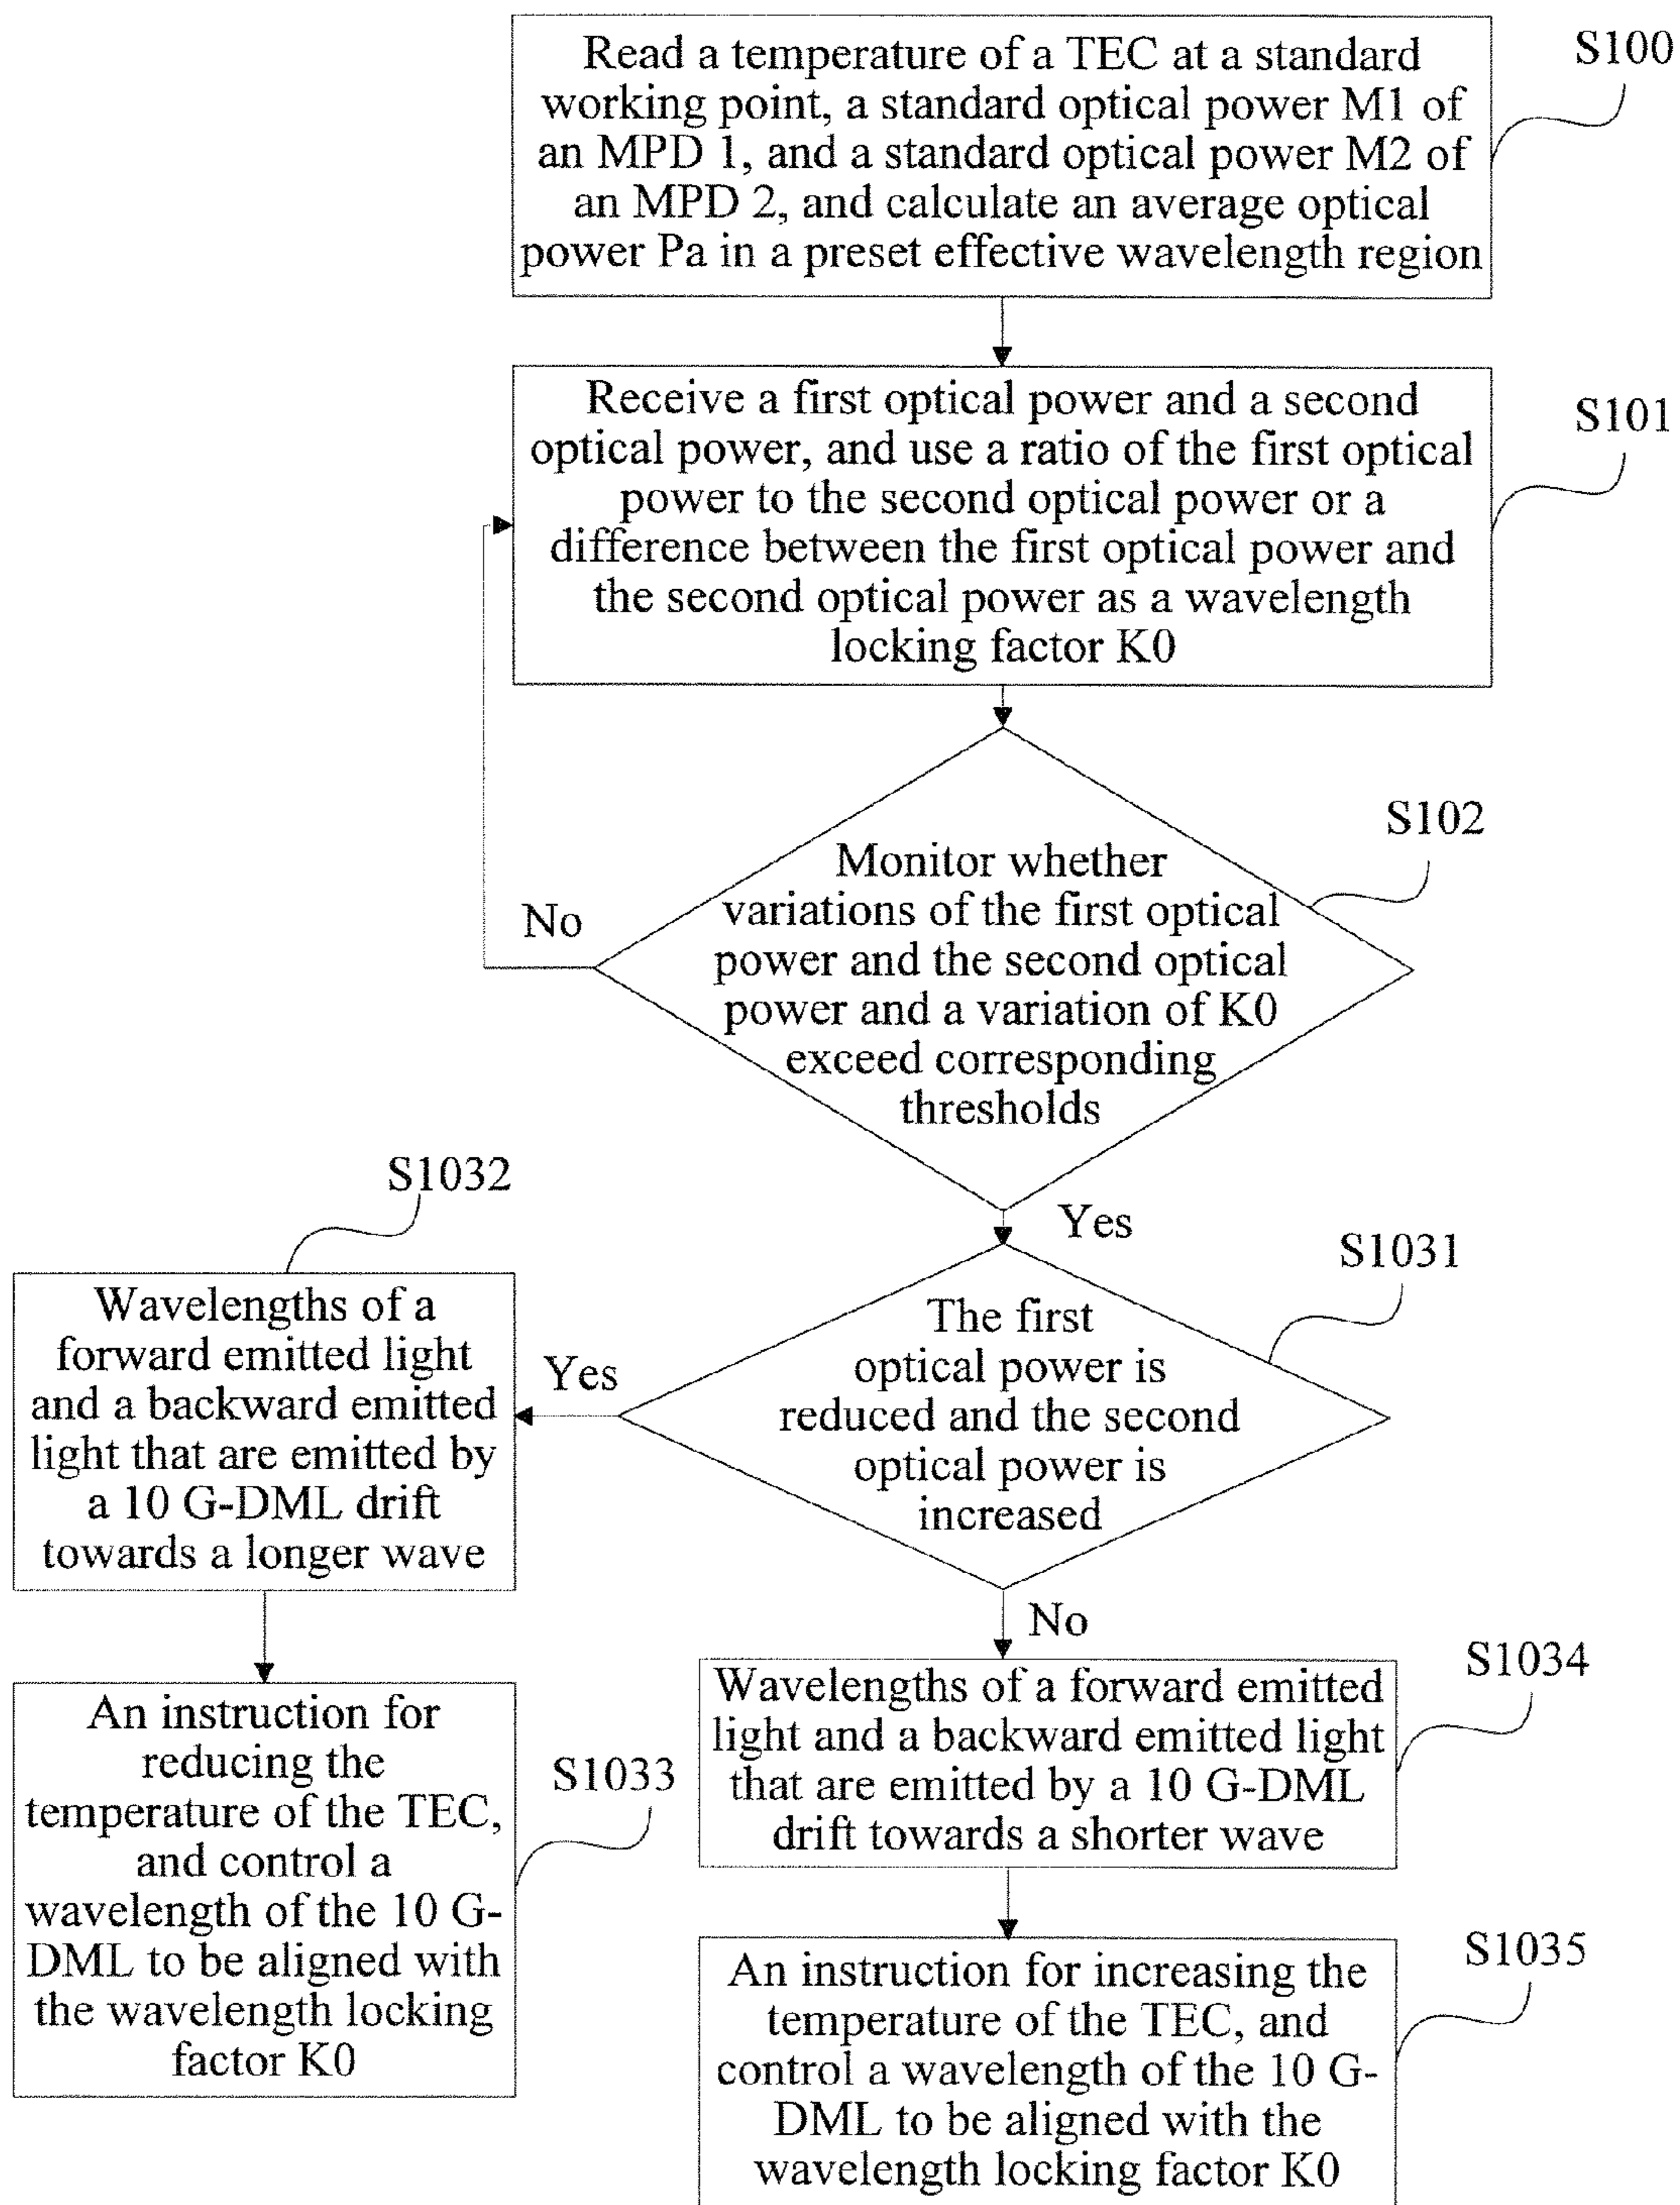 Read a temperature of a TEC at a standard
working point, a standard optical power M1 of
an MPD 1, and a standard optical power M2 of
an MPD 2, and calculate an average optical
power Pa in a preset effective wavelength region
S100
Receive a first optical power and a second
optical power, and use a ratio of the first optical
power to the second optical power or a
difference between the first optical power and
the second optical power as a wavelength
locking factor K0
S101
Monitor whether
variations of the first optical
power and the second optical
power and a variation of K0
exceed corresponding
thresholds
S102
No
Yes
The first
optical power is
reduced and the second
optical power is
increased
S1031
Yes
No
S1032
Wavelengths of a
forward emitted light
and a backward emitted
light that are emitted by
a 10 G-DML drift
towards a longer wave
An instruction for
reducing the
temperature of the TEC,
and control a
wavelength of the 10 G-
DML to be aligned with
the wavelength locking
factor K0
S1033
Wavelengths of a forward emitted
light and a backward emitted light
that are emitted by a 10 G-DML
drift towards a shorter wave
S1034
An instruction for increasing the
temperature of the TEC, and
control a wavelength of the 10 G-
DML to be aligned with the
wavelength locking factor K0
S1035